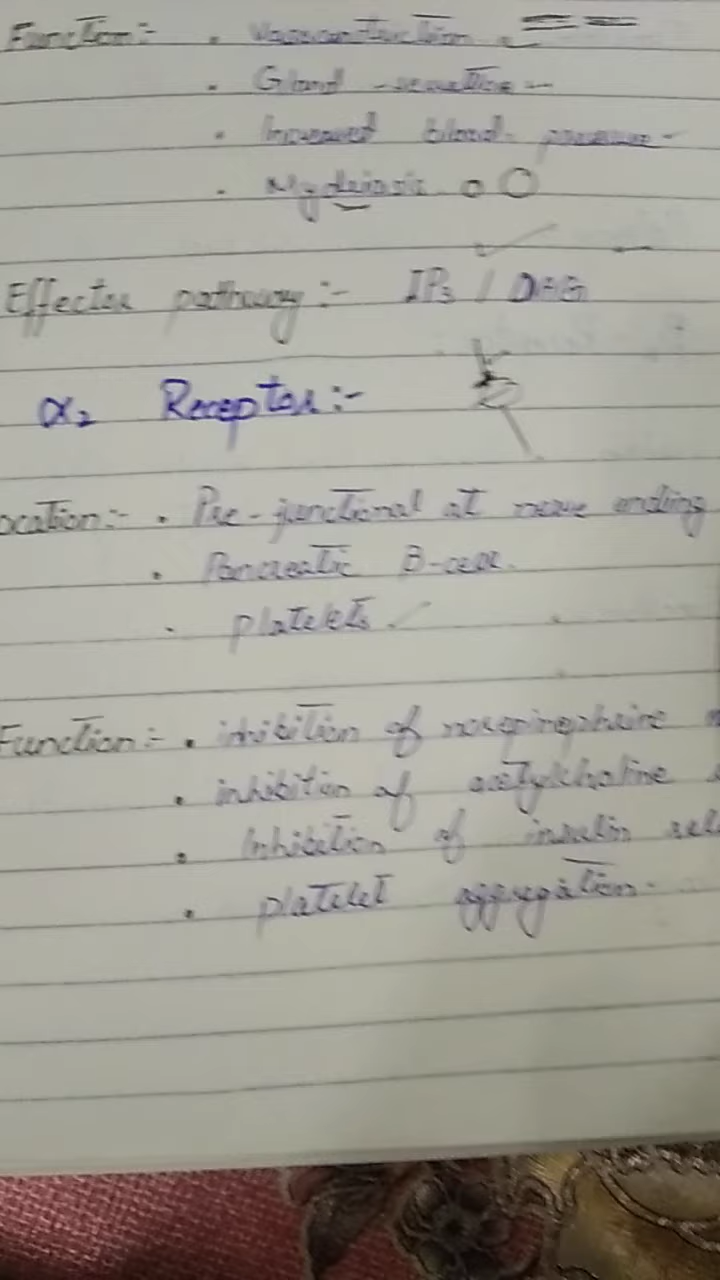 Function:- • Vasoconstriction
• Gland secretion
• Increased blood pressure
• Mydriasis
Effector pathway:- IP3 / DAG
α2 Receptor:-
ocation:- • Pre-junctional at nerve ending
• Pancreatic B-cell.
• Platelets
Function:- • inhibition of norepinephrine
• inhibition of acetylcholine
• Inhibition of insulin rel
• platelet aggregation.